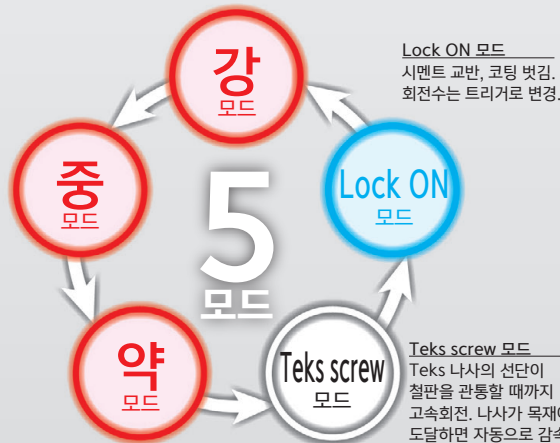 강
모드
Lock ON 모드
시멘트 교반, 코팅 벗김.
회전수는 트리거로 변경.
중
모드
5
모드
Lock ON
모드
약
모드
Teks screw
모드
Teks screw 모드
Teks 나사의 선단이
철판을 관통할 때까지
고속회전. 나사가 목재에
도달하면 자동으로